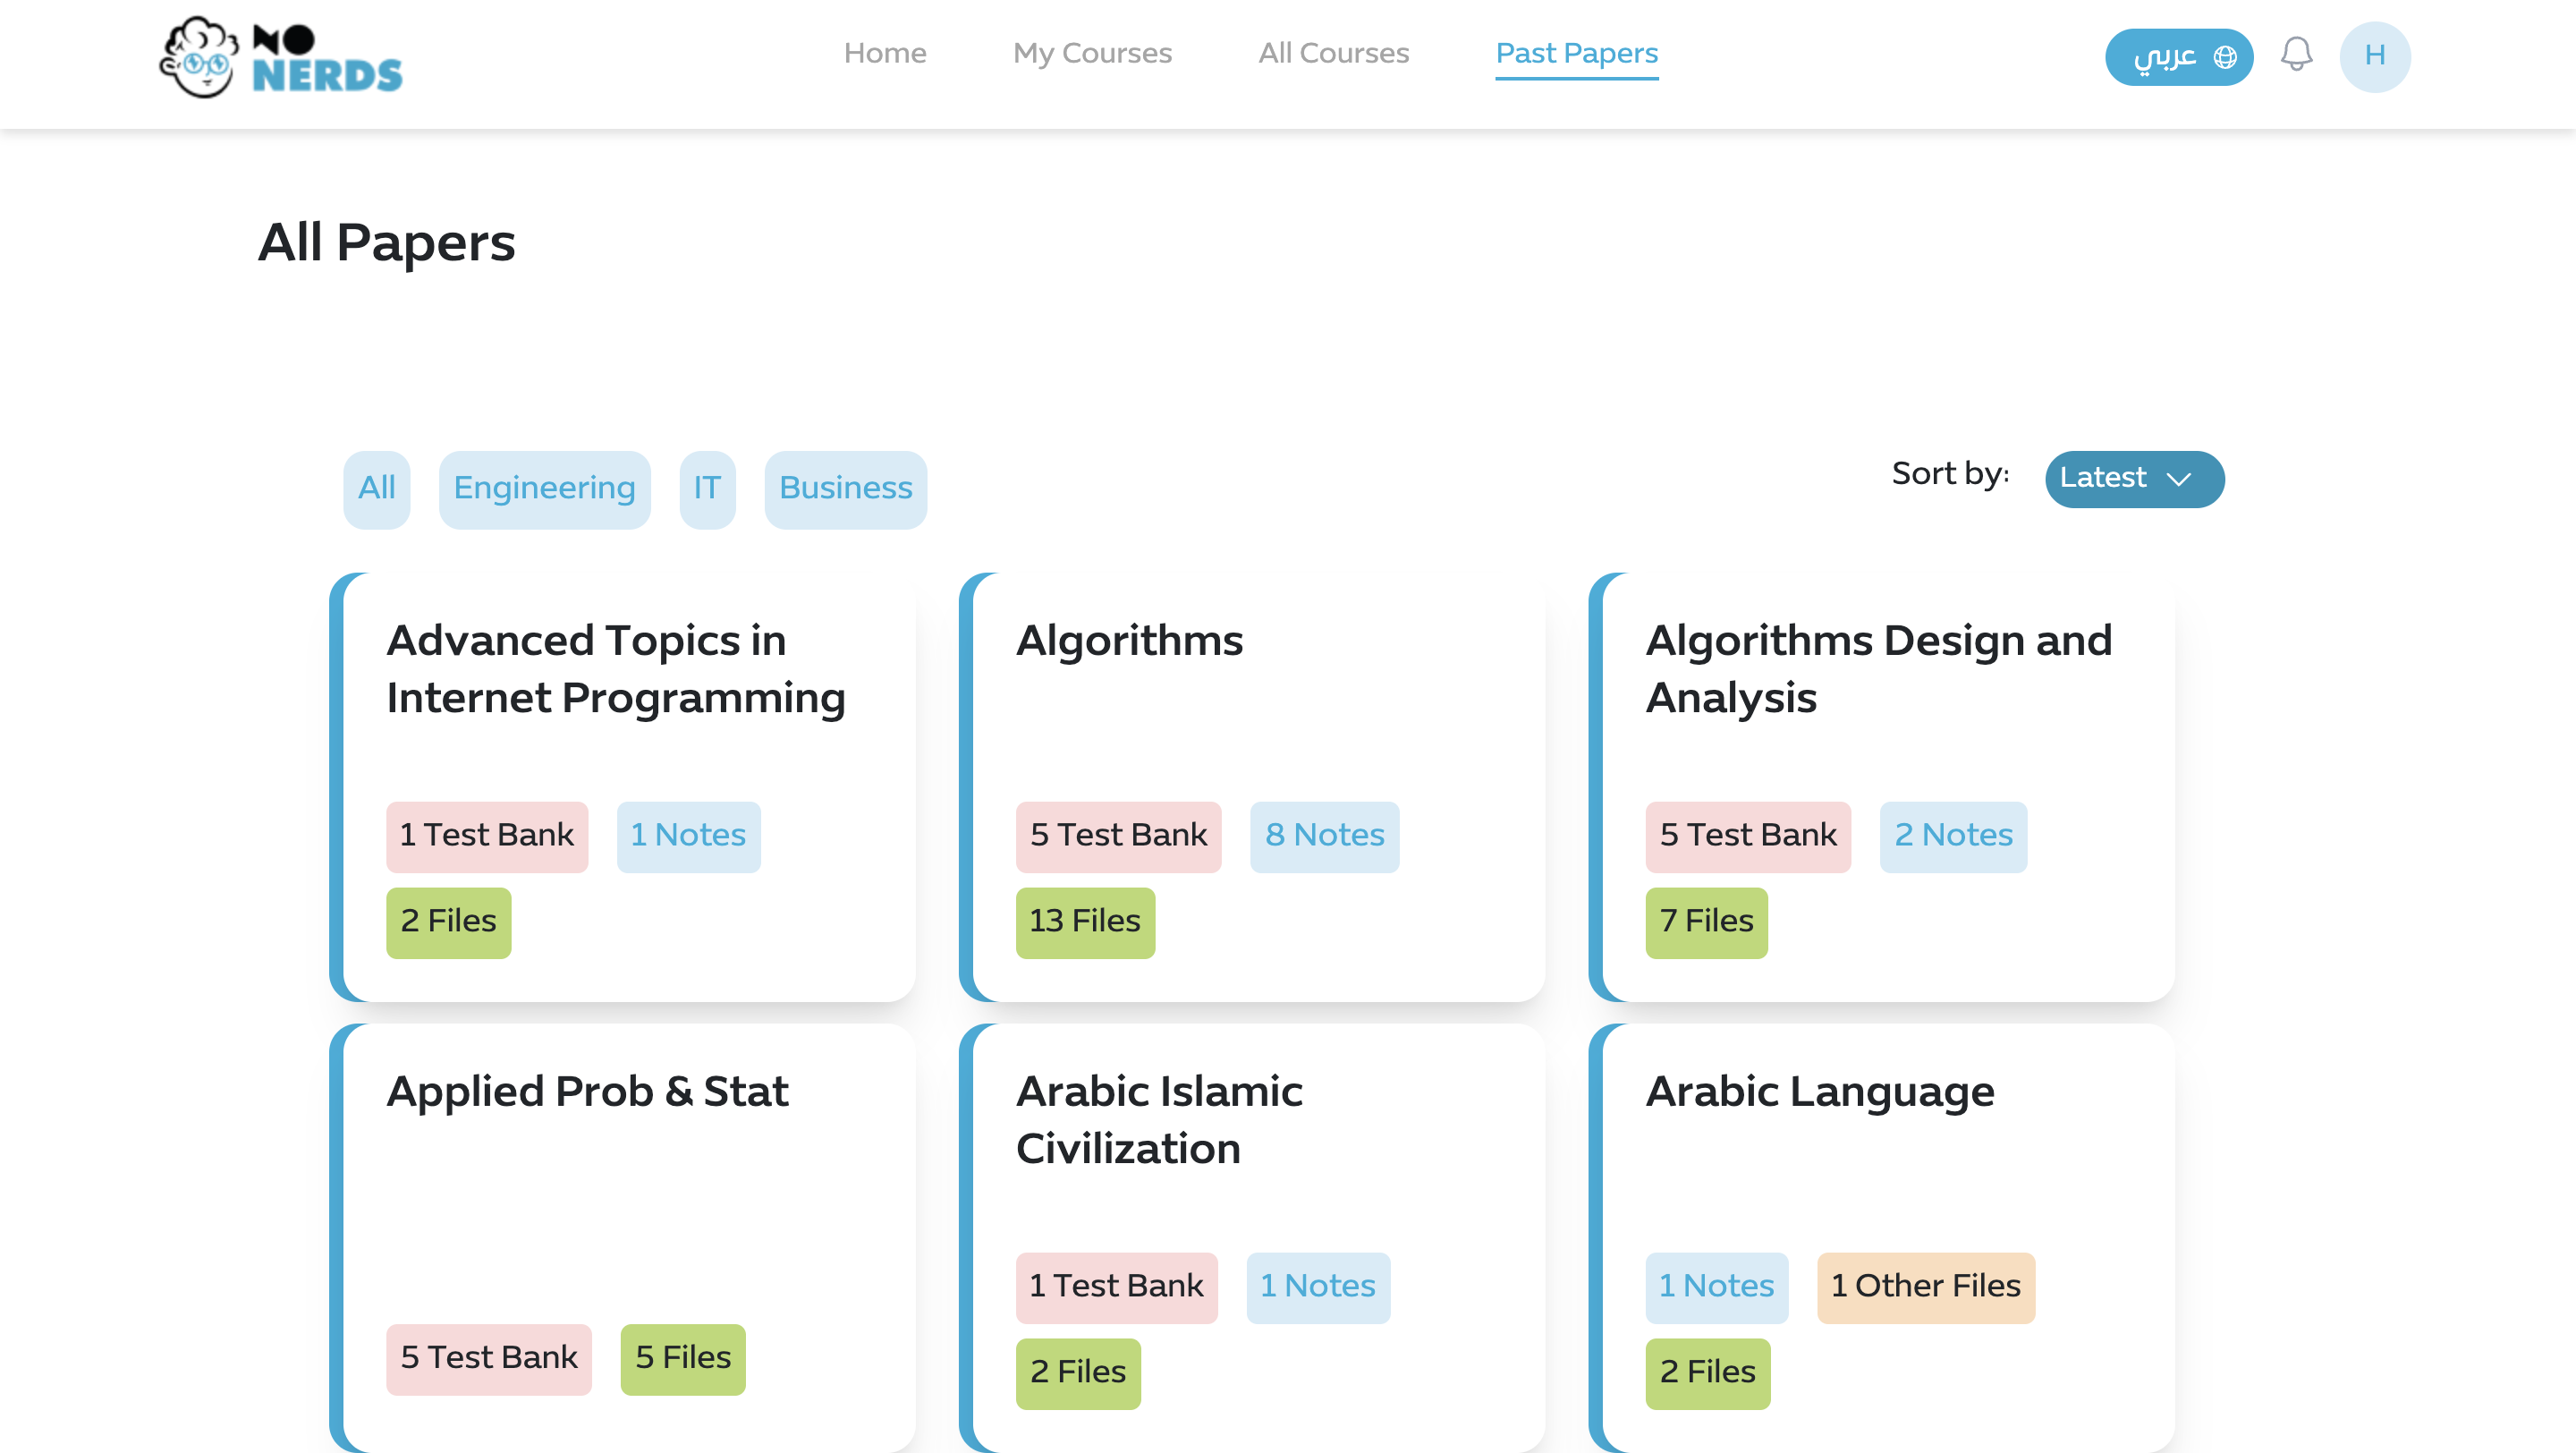 NO
NERDS
Home
My Courses
All Courses
Past Papers
عربي
H
All Papers
All
Engineering
IT
Business
Sort by:
Latest
Advanced Topics in
Internet Programming
1 Test Bank
1 Notes
2 Files
Algorithms
5 Test Bank
8 Notes
13 Files
Algorithms Design and
Analysis
5 Test Bank
2 Notes
7 Files
Applied Prob & Stat
5 Test Bank
5 Files
Arabic Islamic
Civilization
1 Test Bank
1 Notes
2 Files
Arabic Language
1 Notes
1 Other Files
2 Files